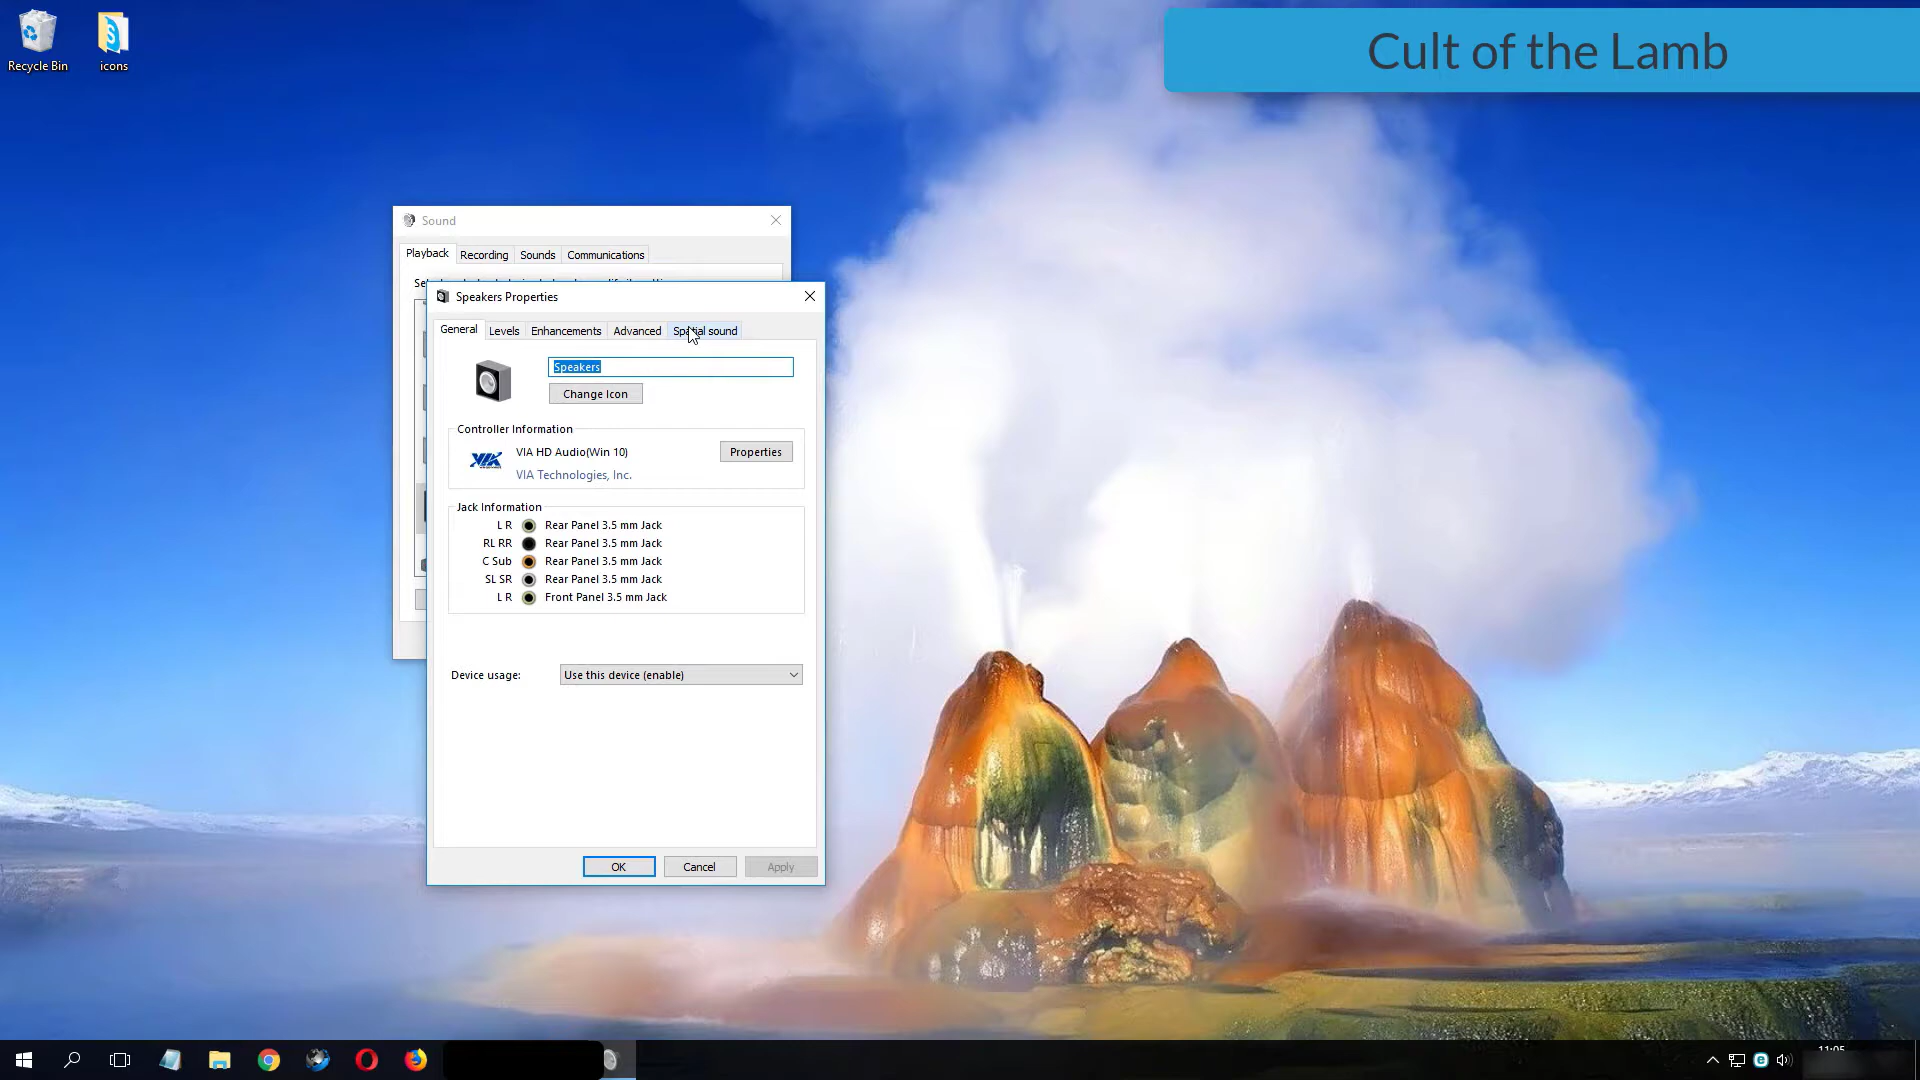 Recycle Bin
icons
Cult of the Lamb
Sound
Playback Recording Sounds Communications
Speakers Properties
General Levels Enhancements Advanced Spatial sound
Speakers
Change Icon
Controller Information
VIA
VIA HD Audio(Win 10)
VIA Technologies, Inc.
Properties
Jack Information
L R Rear Panel 3.5 mm Jack
RL RR Rear Panel 3.5 mm Jack
C Sub Rear Panel 3.5 mm Jack
SL SR Rear Panel 3.5 mm Jack
L R Front Panel 3.5 mm Jack
Device usage: Use this device (enable)
OK Cancel Apply
11:05